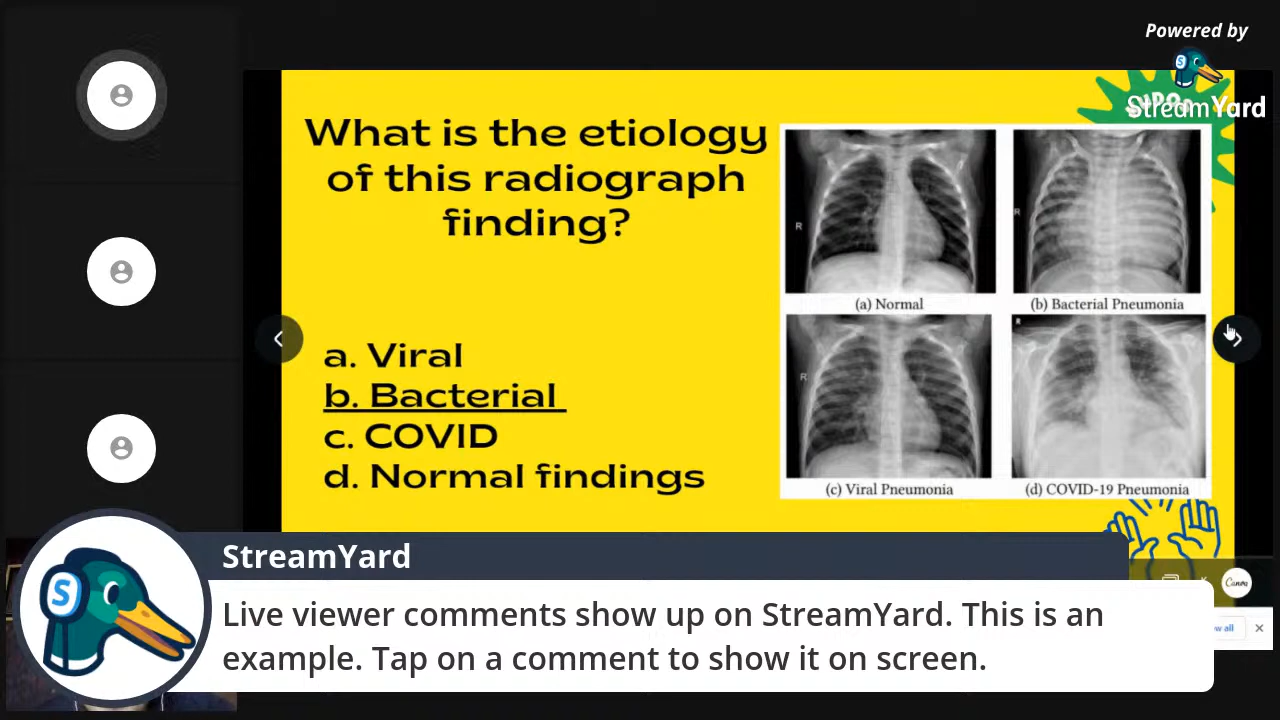 Powered by
StreamYard
What is the etiology
of this radiograph
finding?
a. Viral
b. Bacterial
c. COVID
d. Normal findings
R
(a) Normal
R
(b) Bacterial Pneumonia
R
(c) Viral Pneumonia
R
(d) COVID-19 Pneumonia
Canva
S
StreamYard
Live viewer comments show up on StreamYard. This is an
example. Tap on a comment to show it on screen.